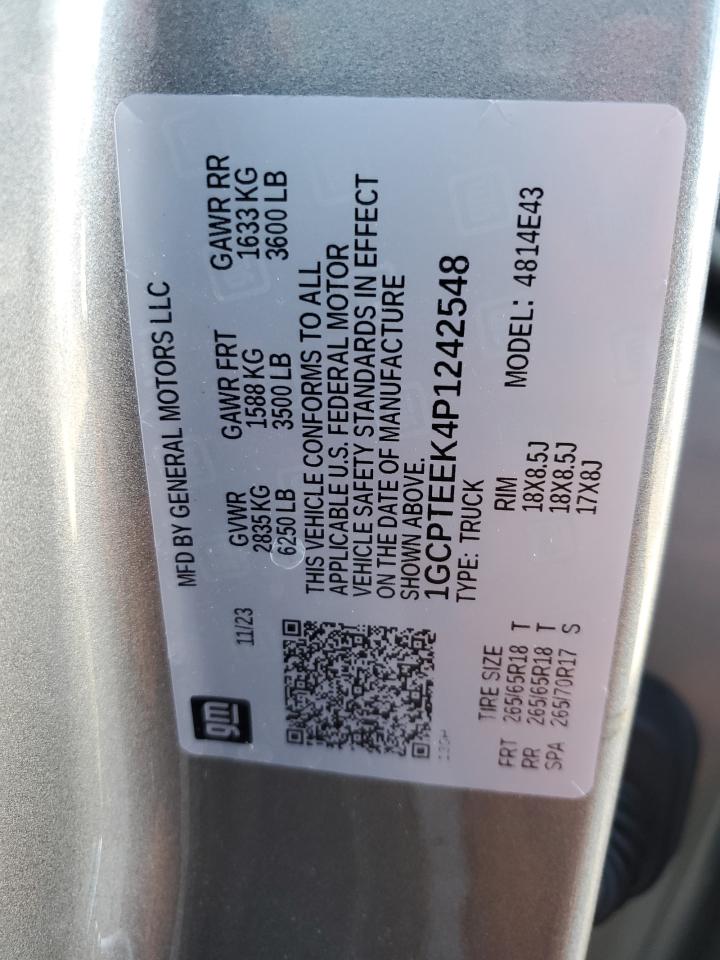 MFD BY GENERAL MOTORS LLC
gm
11/23
GVWR GAWR FRT GAWR RR
2835 KG 1588 KG 1633 KG
6250 LB 3500 LB 3600 LB
THIS VEHICLE CONFORMS TO ALL
APPLICABLE U.S. FEDERAL MOTOR
VEHICLE SAFETY STANDARDS IN EFFECT
ON THE DATE OF MANUFACTURE
SHOWN ABOVE.
1GCPTEEK4P1242548
TYPE: TRUCK MODEL: 4814E43
TIRE SIZE RIM
FRT 265/65R18 T 18X8.5J
RR 265/65R18 T 18X8.5J
SPA 265/70R17 S 17X8J